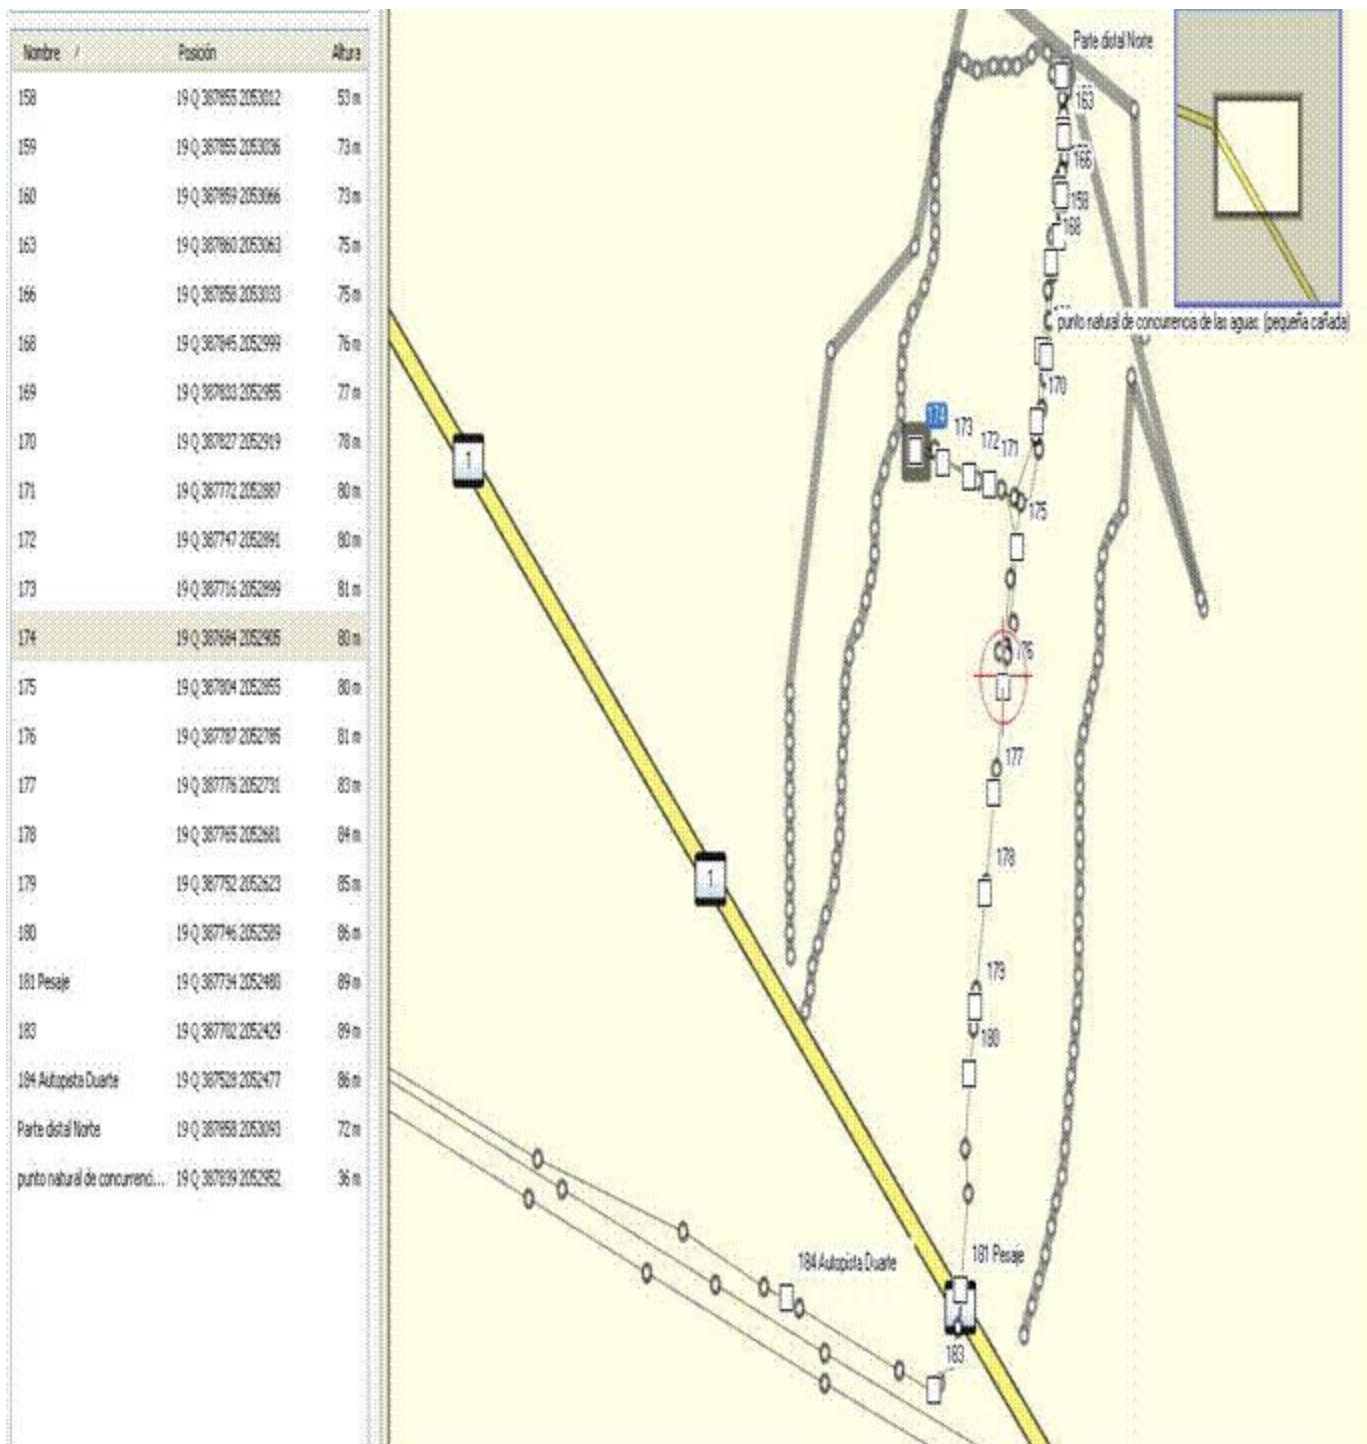 Nombre / Posición Altura
158 19 Q 387855 2053012 53 m
159 19 Q 387855 2053036 73 m
160 19 Q 387859 2053066 73 m
163 19 Q 387860 2053063 75 m
166 19 Q 387858 2053033 75 m
168 19 Q 387845 2052999 76 m
169 19 Q 387833 2052955 77 m
170 19 Q 387827 2052919 78 m
171 19 Q 387772 2052887 80 m
172 19 Q 387747 2052891 80 m
173 19 Q 387716 2052899 81 m
174 19 Q 387684 2052905 80 m
175 19 Q 387804 2052855 80 m
176 19 Q 387787 2052785 81 m
177 19 Q 387776 2052731 83 m
178 19 Q 387765 2052681 84 m
179 19 Q 387752 2052623 85 m
180 19 Q 387746 2052589 86 m
181 Pesaje 19 Q 387734 2052480 89 m
183 19 Q 387702 2052429 89 m
184 Autopista Duarte 19 Q 387528 2052477 86 m
Parte distal Norte 19 Q 387858 2053093 72 m
punto natural de concurrenci... 19 Q 387839 2052952 36 m
Parte distal Norte
163
166
158
168
punto natural de concurrencia de las aguas. (pequeña cañada)
170
174
173
172
171
1
175
176
177
178
1
179
180
184 Autopista Duarte
181 Pesaje
183